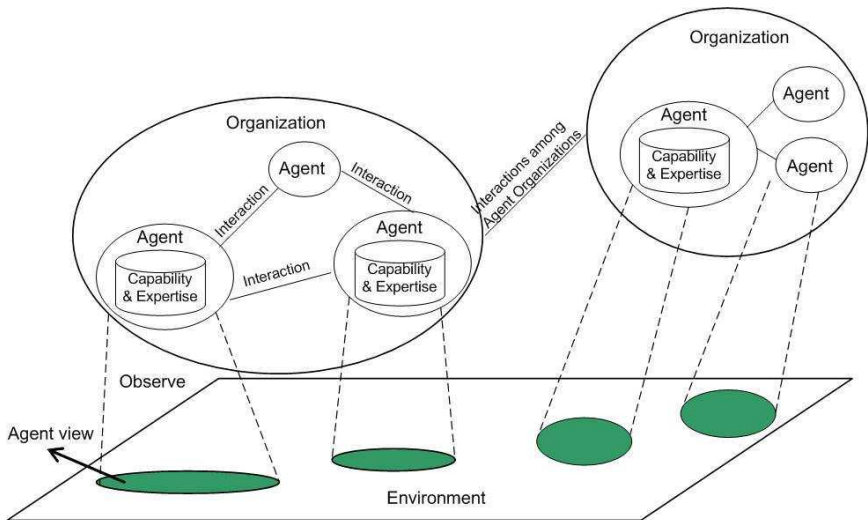 Organization
Agent
Agent
Capability
& Expertise
Agent
Organization
Agent
Interaction
Interaction
Agent
Capability
& Expertise
Interaction
Agent
Capability
& Expertise
Interactions among
Agent Organizations
Observe
Agent view
Environment